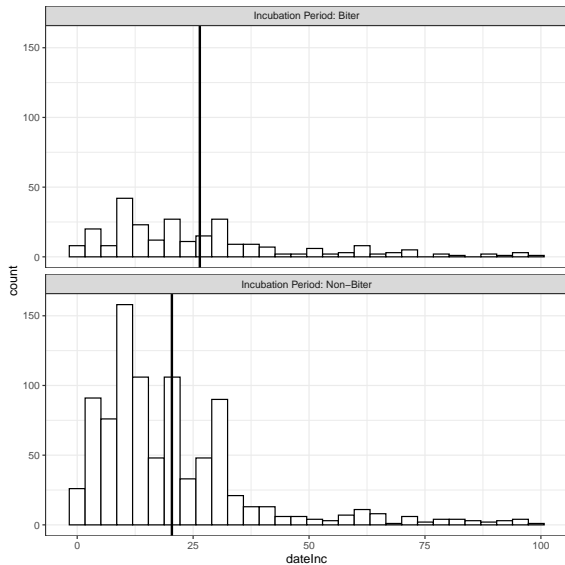 Incubation Period: Biter
150
100
50
0
count
Incubation Period: Non−Biter
150
100
50
0
0 25 50 75 100
dateInc